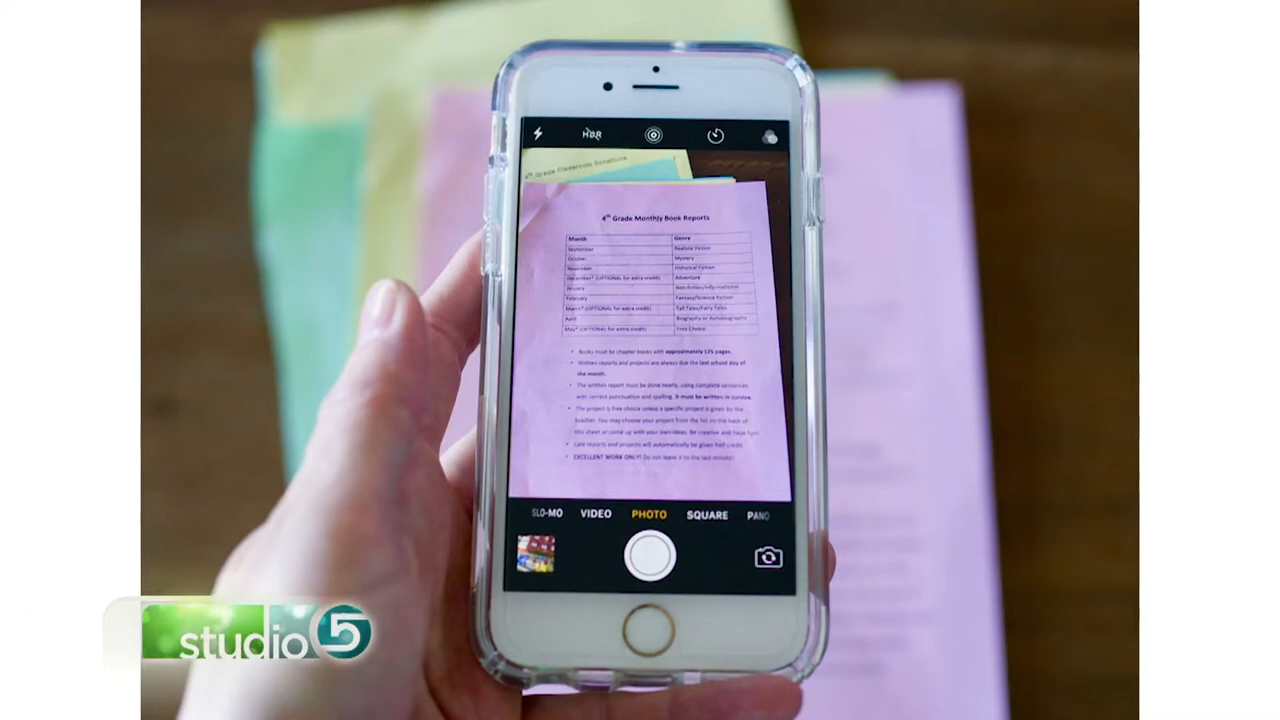 HDR
4th Grade Classroom Donations
4th Grade Monthly Book Reports
Month Genre
September Realistic Fiction
October Mystery
November Historical Fiction
December* (OPTIONAL for extra credit) Adventure
January Non-fiction/Informational
February Fantasy/Science Fiction
March* (OPTIONAL for extra credit) Tall Tales/Fairy Tales
April Biography or Autobiography
May* (OPTIONAL for extra credit) Free Choice
• Books must be chapter books with approximately 125 pages.
• Written reports and projects are always due the last school day of
the month.
• The written report must be done neatly, using complete sentences
with correct punctuation and spelling. It must be written in cursive.
• The project is free choice unless a specific project is given by the
teacher. You may choose your project from the list on the back of
this sheet or come up with your own ideas. Be creative and have fun!
• Late reports and projects will automatically be given half credit.
• EXCELLENT WORK ONLY! Do not leave it to the last minute!
SLO-MO VIDEO PHOTO SQUARE PANO
studio 5